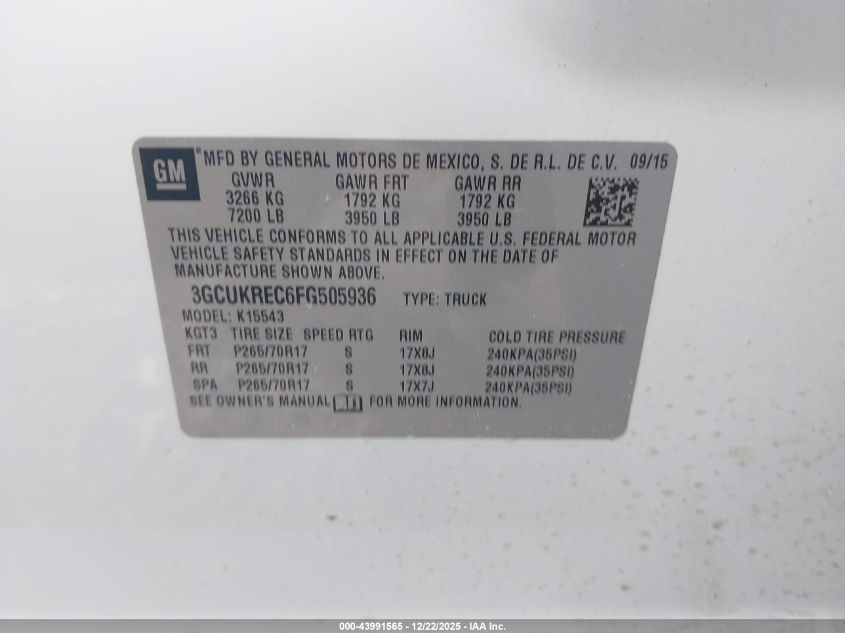 GM ® MFD BY GENERAL MOTORS DE MEXICO, S. DE R.L. DE C.V. 09/15
GVWR GAWR FRT GAWR RR
3266 KG 1792 KG 1792 KG
7200 LB 3950 LB 3950 LB
THIS VEHICLE CONFORMS TO ALL APPLICABLE U.S. FEDERAL MOTOR
VEHICLE SAFETY STANDARDS IN EFFECT ON THE DATE OF
MANUFACTURE SHOWN ABOVE.
3GCUKREC6FG505936 TYPE: TRUCK
MODEL: K15543
KGT3 TIRE SIZE SPEED RTG RIM COLD TIRE PRESSURE
FRT P265/70R17 S 17X8J 240KPA(35PSI)
RR P265/70R17 S 17X8J 240KPA(35PSI)
SPA P265/70R17 S 17X7J 240KPA(35PSI)
SEE OWNER'S MANUAL FOR MORE INFORMATION.
000-43991565 - 12/22/2025 - IAA Inc.